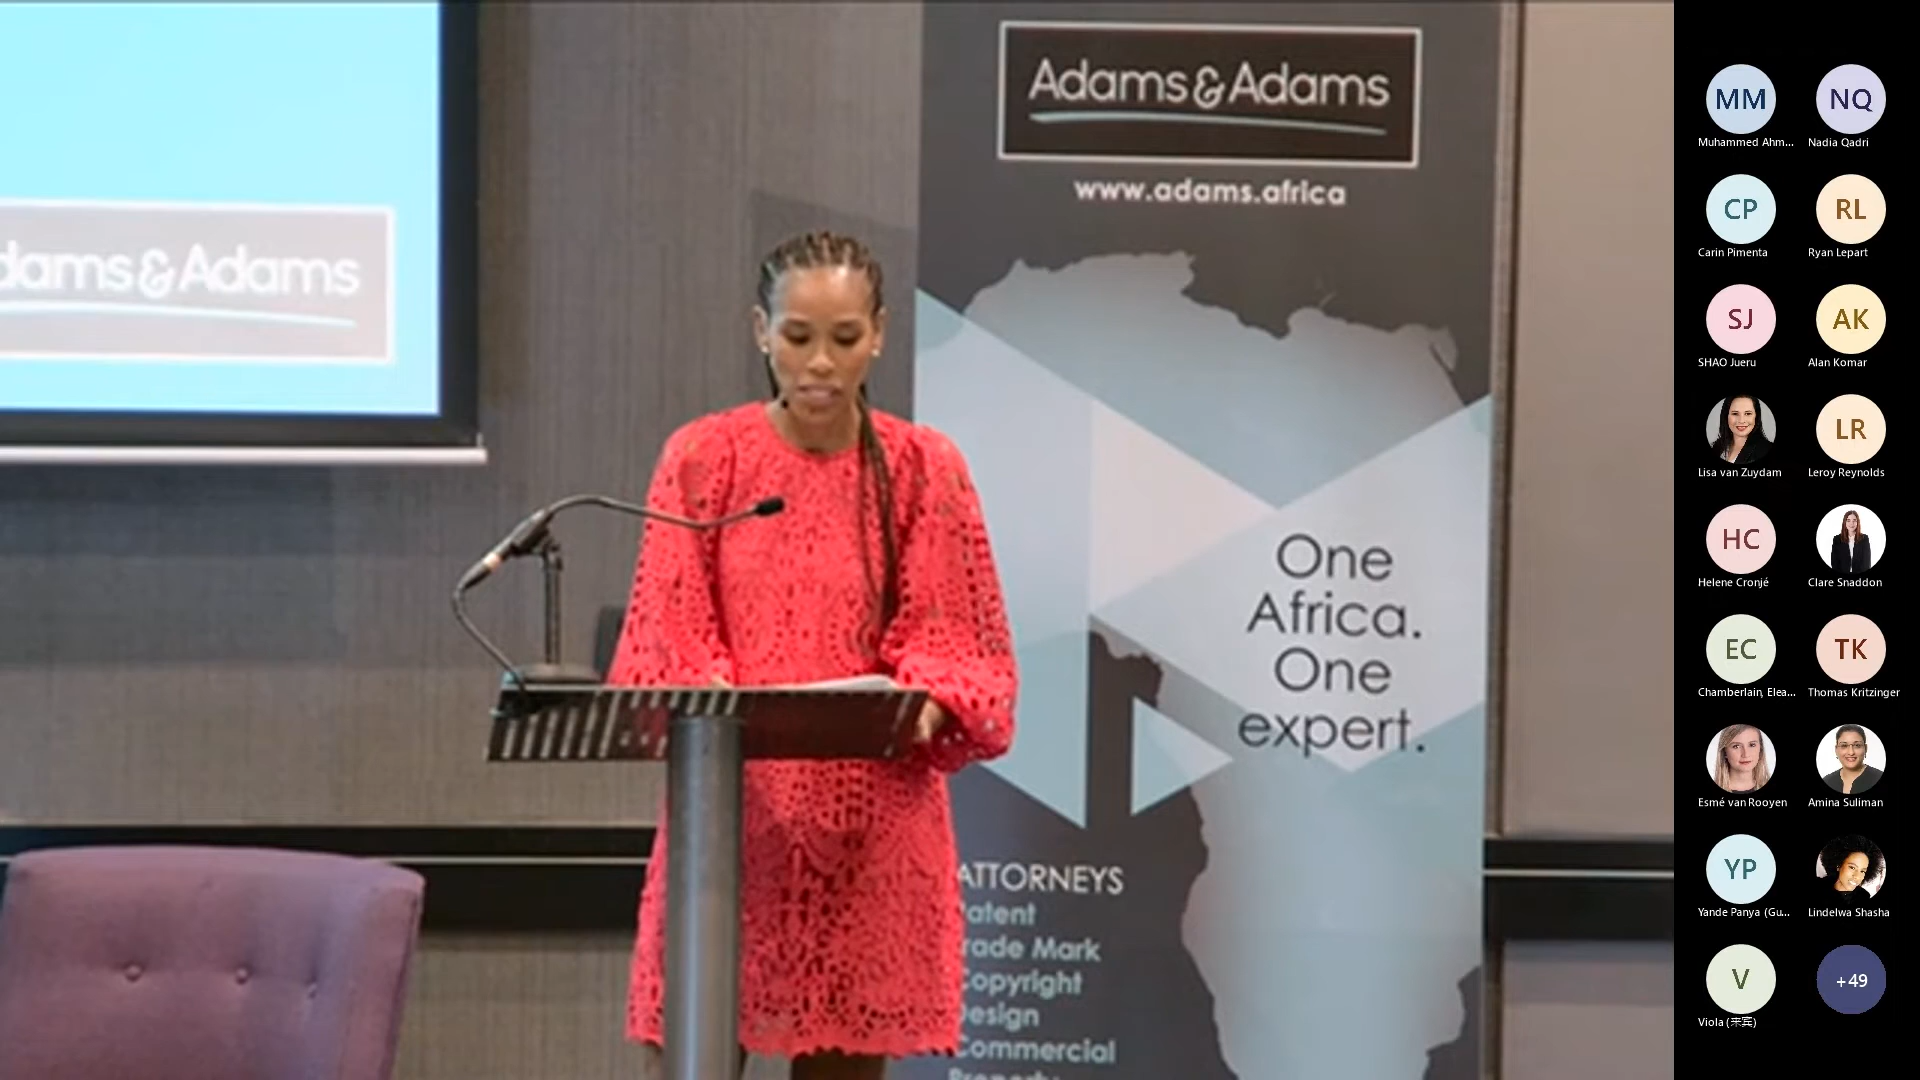 dams&Adams
Adams&Adams
www.adams.africa
One
Africa.
One
expert.
ATTORNEYS
atent
rade Mark
opyright
esign
Commercial
Property
MM
Muhammed Ahm...
NQ
Nadia Qadri
CP
Carin Pimenta
RL
Ryan Lepart
SJ
SHAO Jueru
AK
Alan Komar
Lisa van Zuydam
LR
Leroy Reynolds
HC
Helene Cronjé
Clare Snaddon
EC
Chamberlain, Elea...
TK
Thomas Kritzinger
Esmé van Rooyen
Amina Suliman
YP
Yande Panya (Gu...
Lindelwa Shasha
V
Viola (来宾)
+49